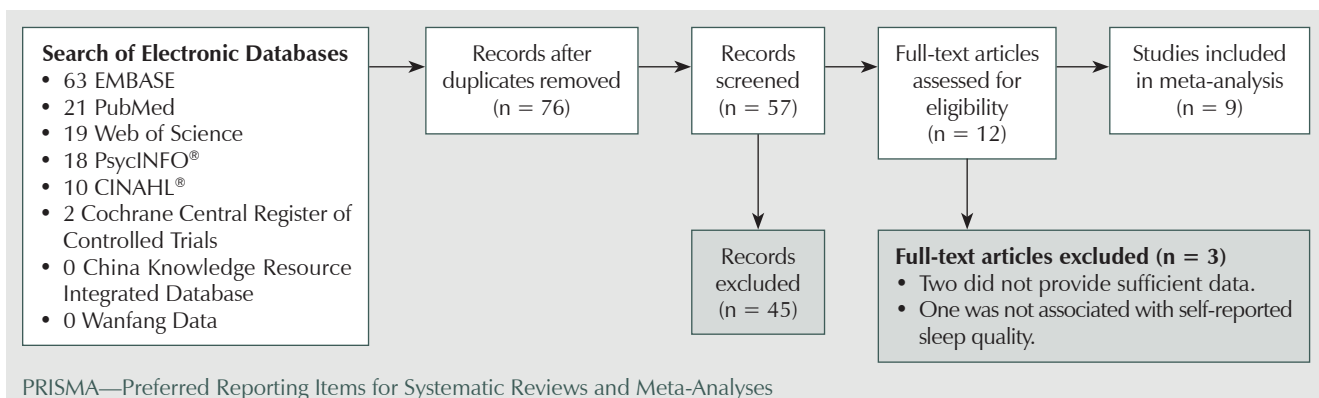 Search of Electronic Databases
• 63 EMBASE
• 21 PubMed
• 19 Web of Science
• 18 PsycINFO®
• 10 CINAHL®
• 2 Cochrane Central Register of
Controlled Trials
• 0 China Knowledge Resource
Integrated Database
• 0 Wanfang Data
Records after
duplicates removed
(n = 76)
Records
screened
(n = 57)
Full-text articles
assessed for
eligibility
(n = 12)
Studies included
in meta-analysis
(n = 9)
Records
excluded
(n = 45)
Full-text articles excluded (n = 3)
• Two did not provide sufficient data.
• One was not associated with self-reported
sleep quality.
PRISMA—Preferred Reporting Items for Systematic Reviews and Meta-Analyses